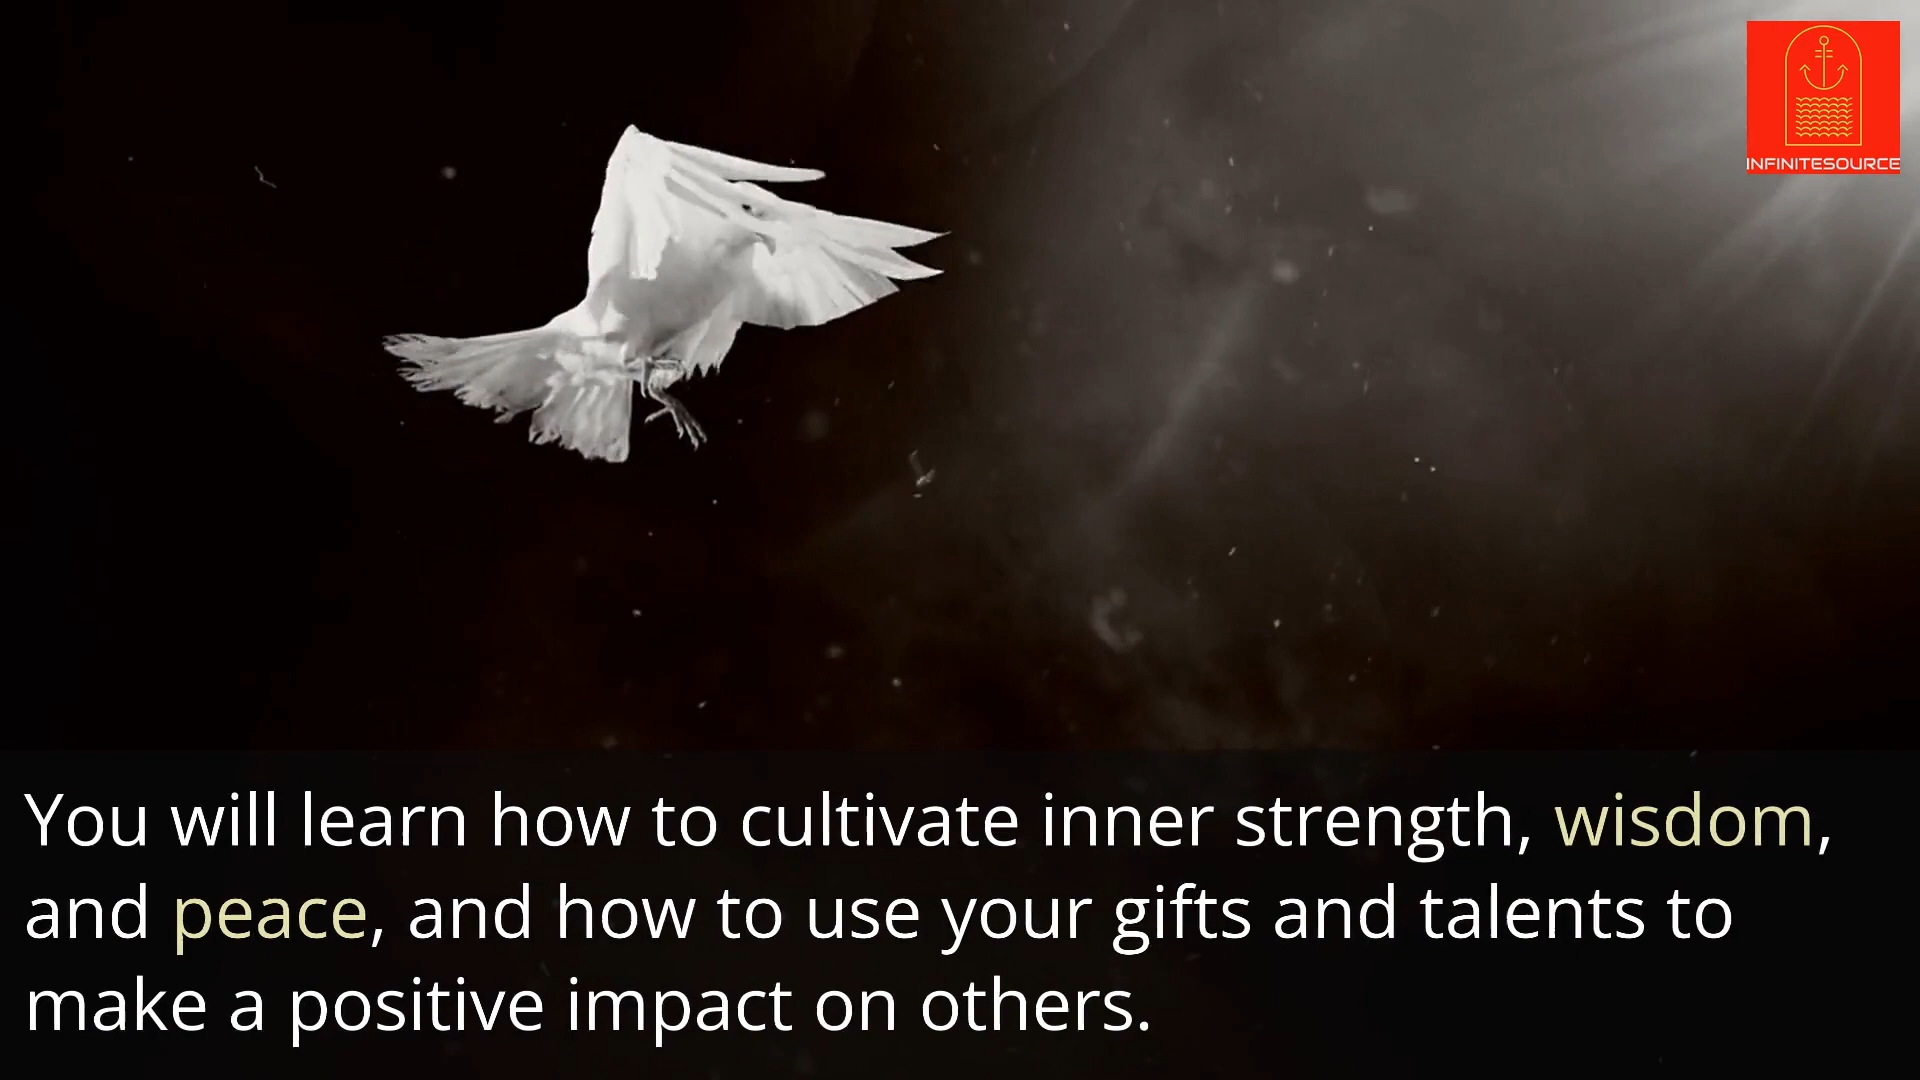 INFINITESOURCE
You will learn how to cultivate inner strength, wisdom,
and peace, and how to use your gifts and talents to
make a positive impact on others.